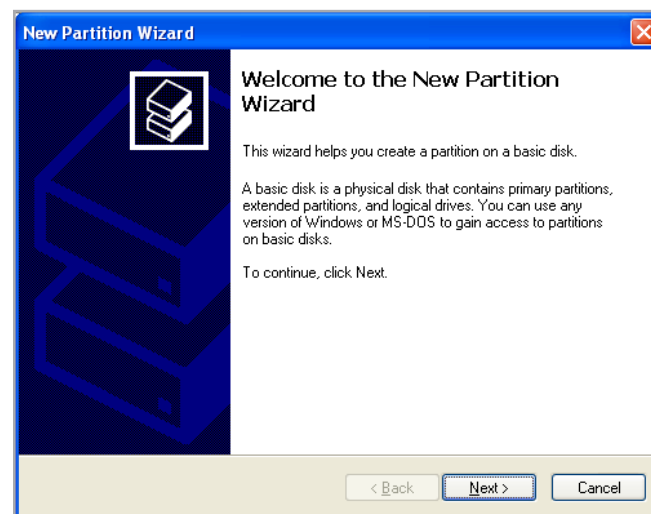 New Partition Wizard
Welcome to the New Partition
Wizard
This wizard helps you create a partition on a basic disk.
A basic disk is a physical disk that contains primary partitions,
extended partitions, and logical drives. You can use any
version of Windows or MS-DOS to gain access to partitions
on basic disks.
To continue, click Next.
< Back Next > Cancel